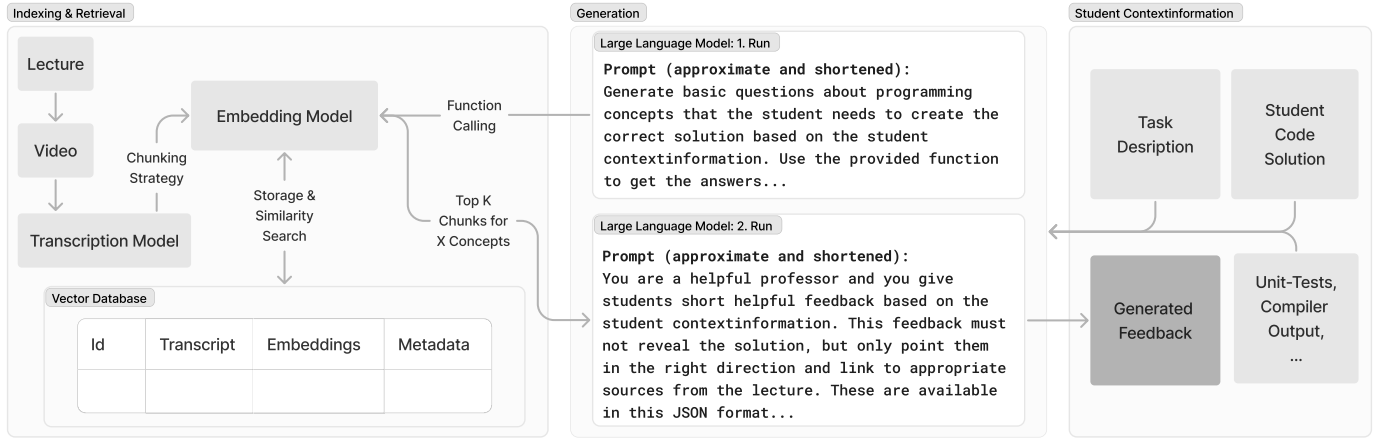 Indexing & Retrieval
Lecture
Video
Transcription Model
Chunking
Strategy
Embedding Model
Storage &
Similarity
Search
Function
Calling
Top K
Chunks for
X Concepts
Vector Database
Id
Transcript
Embeddings
Metadata
Generation
Large Language Model: 1. Run
Prompt (approximate and shortened):
Generate basic questions about programming
concepts that the student needs to create the
correct solution based on the student
contextinformation. Use the provided function
to get the answers...
Large Language Model: 2. Run
Prompt (approximate and shortened):
You are a helpful professor and you give
students short helpful feedback based on the
student contextinformation. This feedback must
not reveal the solution, but only point them
in the right direction and link to appropriate
sources from the lecture. These are available
in this JSON format...
Student Contextinformation
Task
Desription
Student
Code
Solution
Generated
Feedback
Unit-Tests,
Compiler
Output,
...